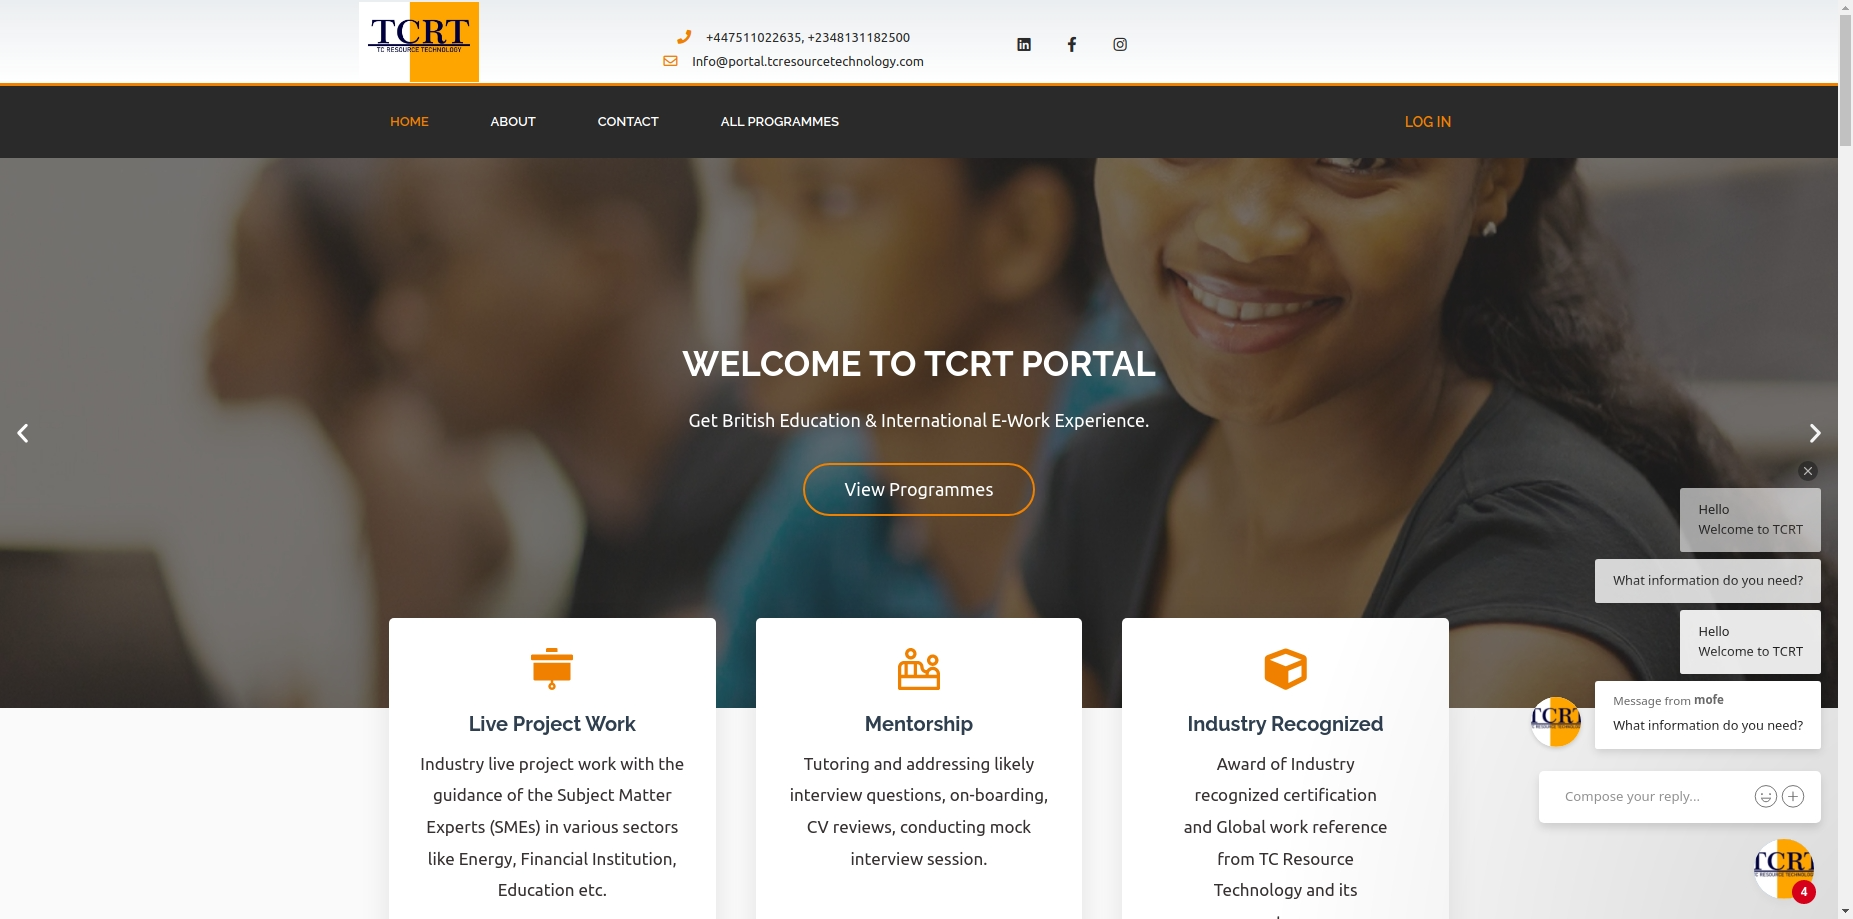 TCRT
TC RESOURCE TECHNOLOGY
+447511022635, +2348131182500
Info@portal.tcresourcetechnology.com
HOME
ABOUT
CONTACT
ALL PROGRAMMES
LOG IN
WELCOME TO TCRT PORTAL
Get British Education & International E-Work Experience.
View Programmes
Live Project Work
Industry live project work with the
guidance of the Subject Matter
Experts (SMEs) in various sectors
like Energy, Financial Institution,
Education etc.
Mentorship
Tutoring and addressing likely
interview questions, on-boarding,
CV reviews, conducting mock
interview session.
Industry Recognized
Award of Industry
recognized certification
and Global work reference
from TC Resource
Technology and its
Hello
Welcome to TCRT
What information do you need?
Hello
Welcome to TCRT
Message from mofe
What information do you need?
TCRT
Compose your reply...
TCRT
4